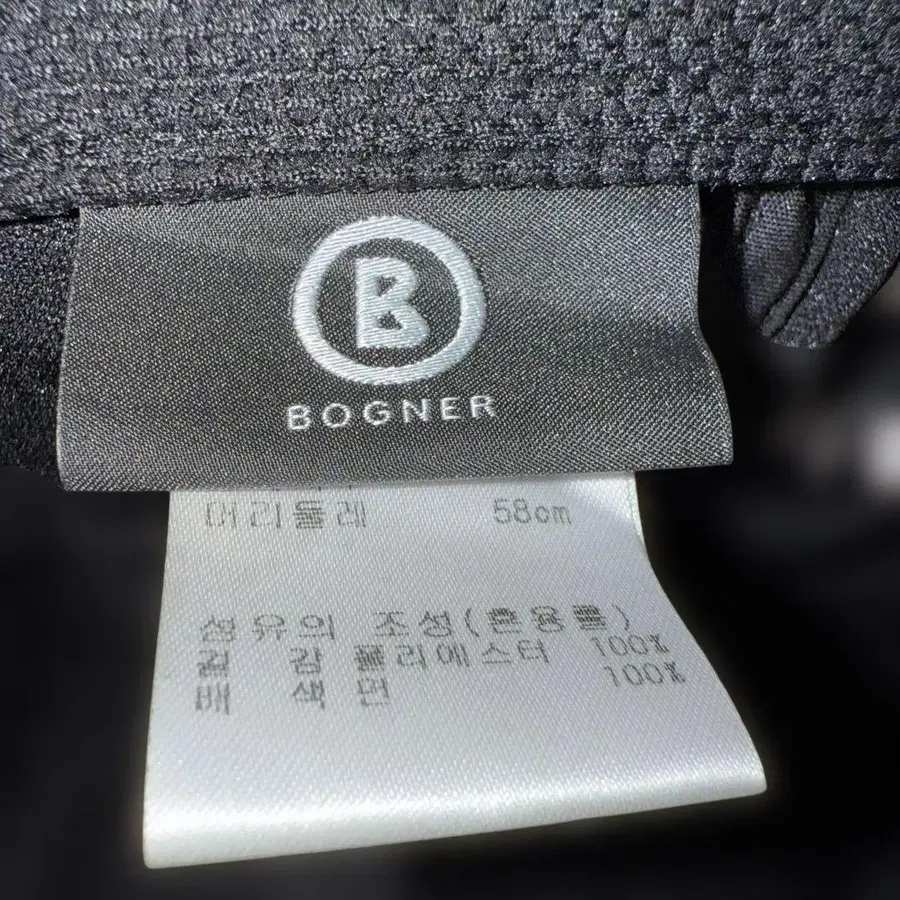 B
BOGNER
머리둘레 58cm
섬유의 조성(혼용률)
겉 감 폴리에스터 100%
배 색 면 100%